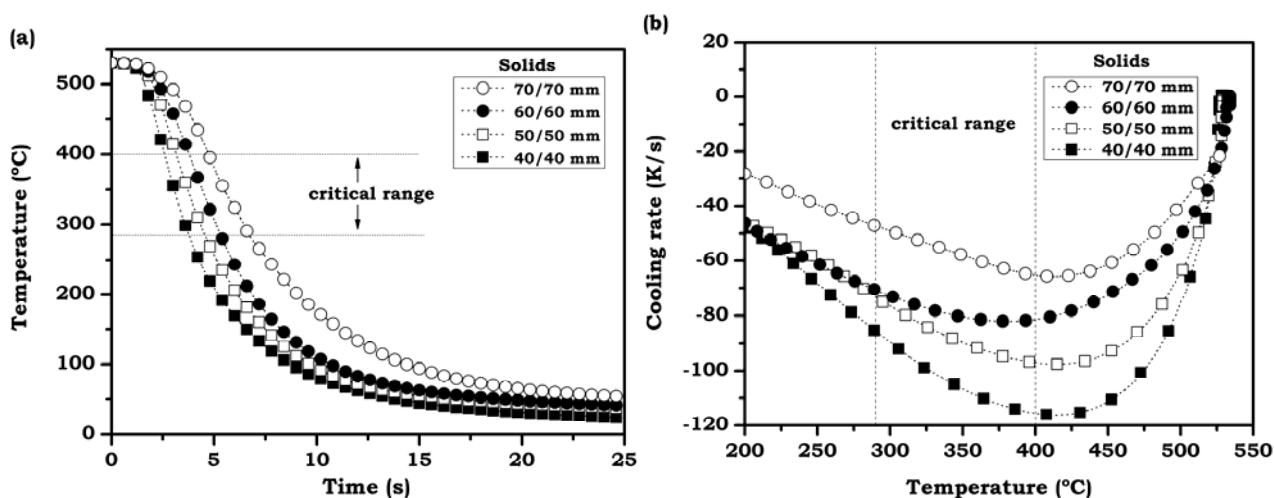 (a)
Temperature (°C)
500
400
300
200
100
0
0
5
10
15
20
25
Time (s)
Solids
70/70 mm
60/60 mm
50/50 mm
40/40 mm
critical range
(b)
Cooling rate (K/s)
20
0
-20
-40
-60
-80
-100
-120
200
250
300
350
400
450
500
550
Temperature (°C)
critical range
Solids
70/70 mm
60/60 mm
50/50 mm
40/40 mm